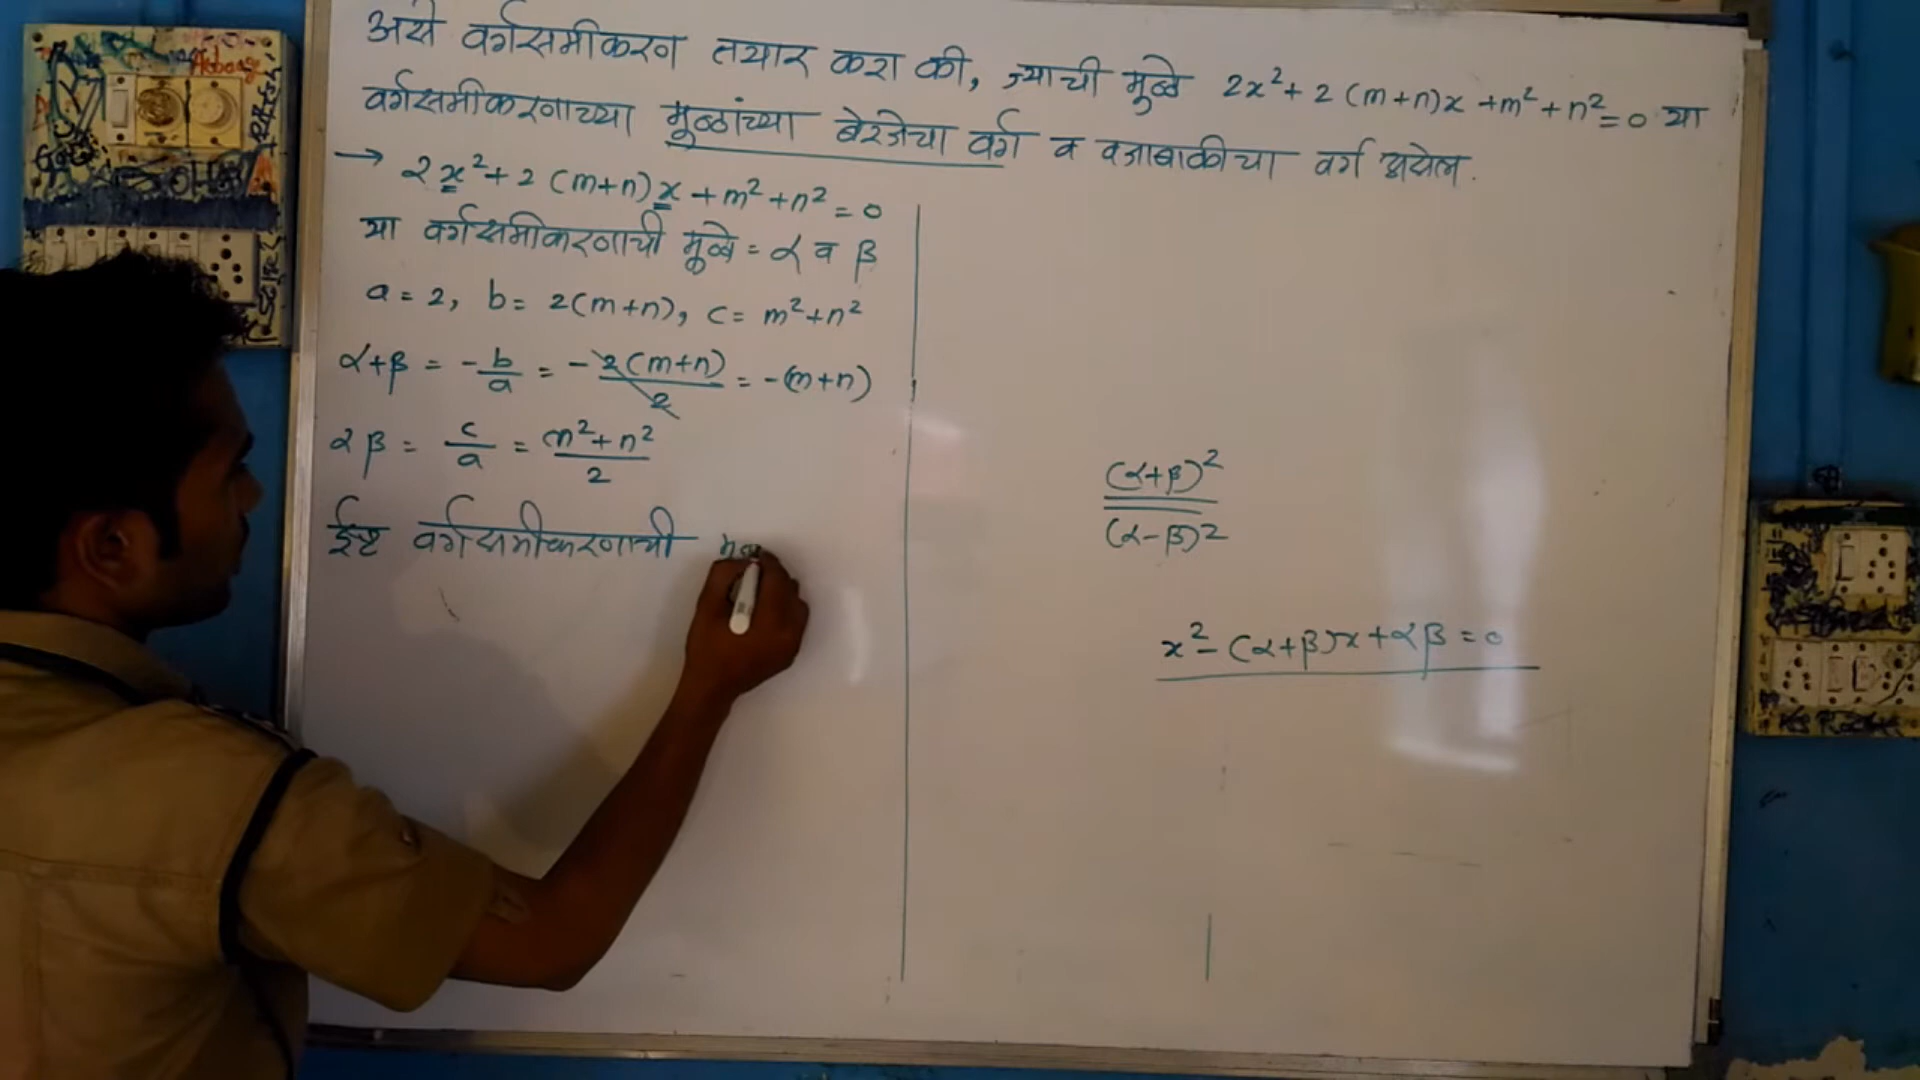 असे वर्गसमीकरण तयार करा की, ज्याची मुळे 2x²+2(m+n)x+m²+n²=0 या
वर्गसमीकरणाच्या मूळांच्या बेरजेचा वर्ग व वजाबाकीचा वर्ग असेल.
→ 2x²+2(m+n)x+m²+n²=0
या वर्गसमीकरणाची मूळे = α व β
a = 2, b = 2(m+n), c = m²+n²
α+β = -b/a = -2(m+n)/2 = -(m+n)
αβ = c/a = m²+n²/2
ईष्ट वर्गसमीकरणाची
(α+β)²
(α-β)²
x²-(α+β)x+αβ=0